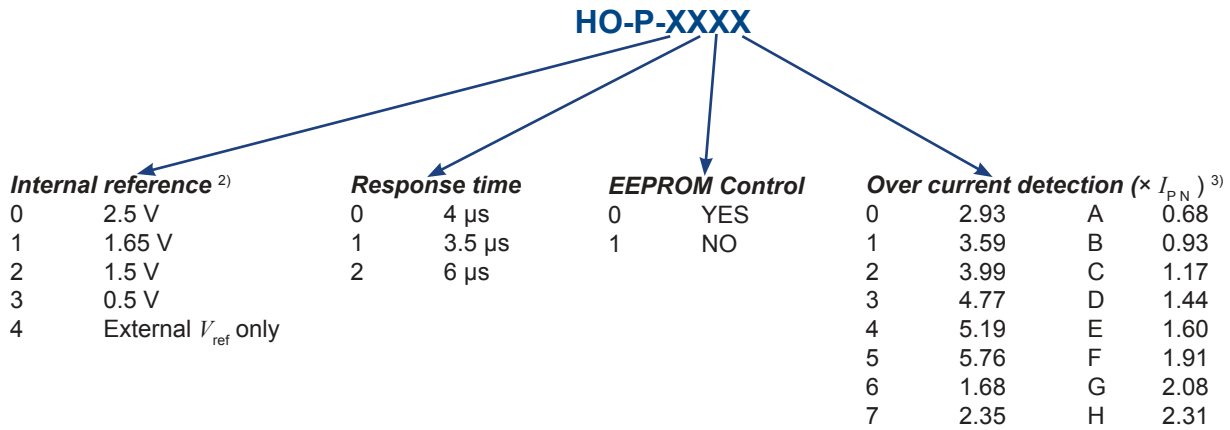 HO-P-XXXX
Internal reference 2) Response time EEPROM Control Over current detection (× I P N ) 3)
0 2.5 V 0 4 µs 0 YES 0 2.93 A 0.68
1 1.65 V 1 3.5 µs 1 NO 1 3.59 B 0.93
2 1.5 V 2 6 µs 2 3.99 C 1.17
3 0.5 V 3 4.77 D 1.44
4 External V ref only 4 5.19 E 1.60
5 5.76 F 1.91
6 1.68 G 2.08
7 2.35 H 2.31